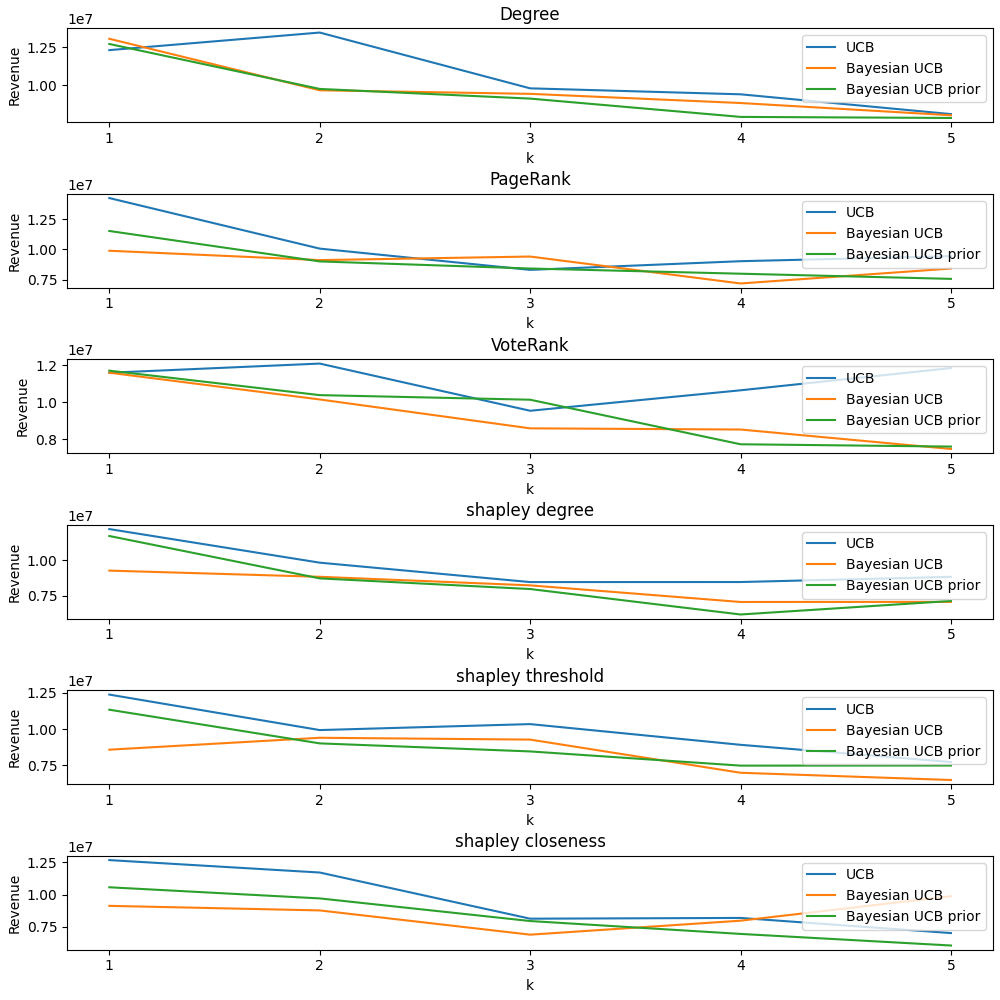 Degree
1e7
1.25
1.00
Revenue
UCB
Bayesian UCB
Bayesian UCB prior
1 2 3 4 5
k
PageRank
1e7
1.25
1.00
0.75
Revenue
UCB
Bayesian UCB
Bayesian UCB prior
1 2 3 4 5
k
VoteRank
1e7
1.2
1.0
0.8
Revenue
UCB
Bayesian UCB
Bayesian UCB prior
1 2 3 4 5
k
shapley degree
1e7
1.00
0.75
Revenue
UCB
Bayesian UCB
Bayesian UCB prior
1 2 3 4 5
k
shapley threshold
1e7
1.25
1.00
0.75
Revenue
UCB
Bayesian UCB
Bayesian UCB prior
1 2 3 4 5
k
shapley closeness
1e7
1.25
1.00
0.75
Revenue
UCB
Bayesian UCB
Bayesian UCB prior
1 2 3 4 5
k